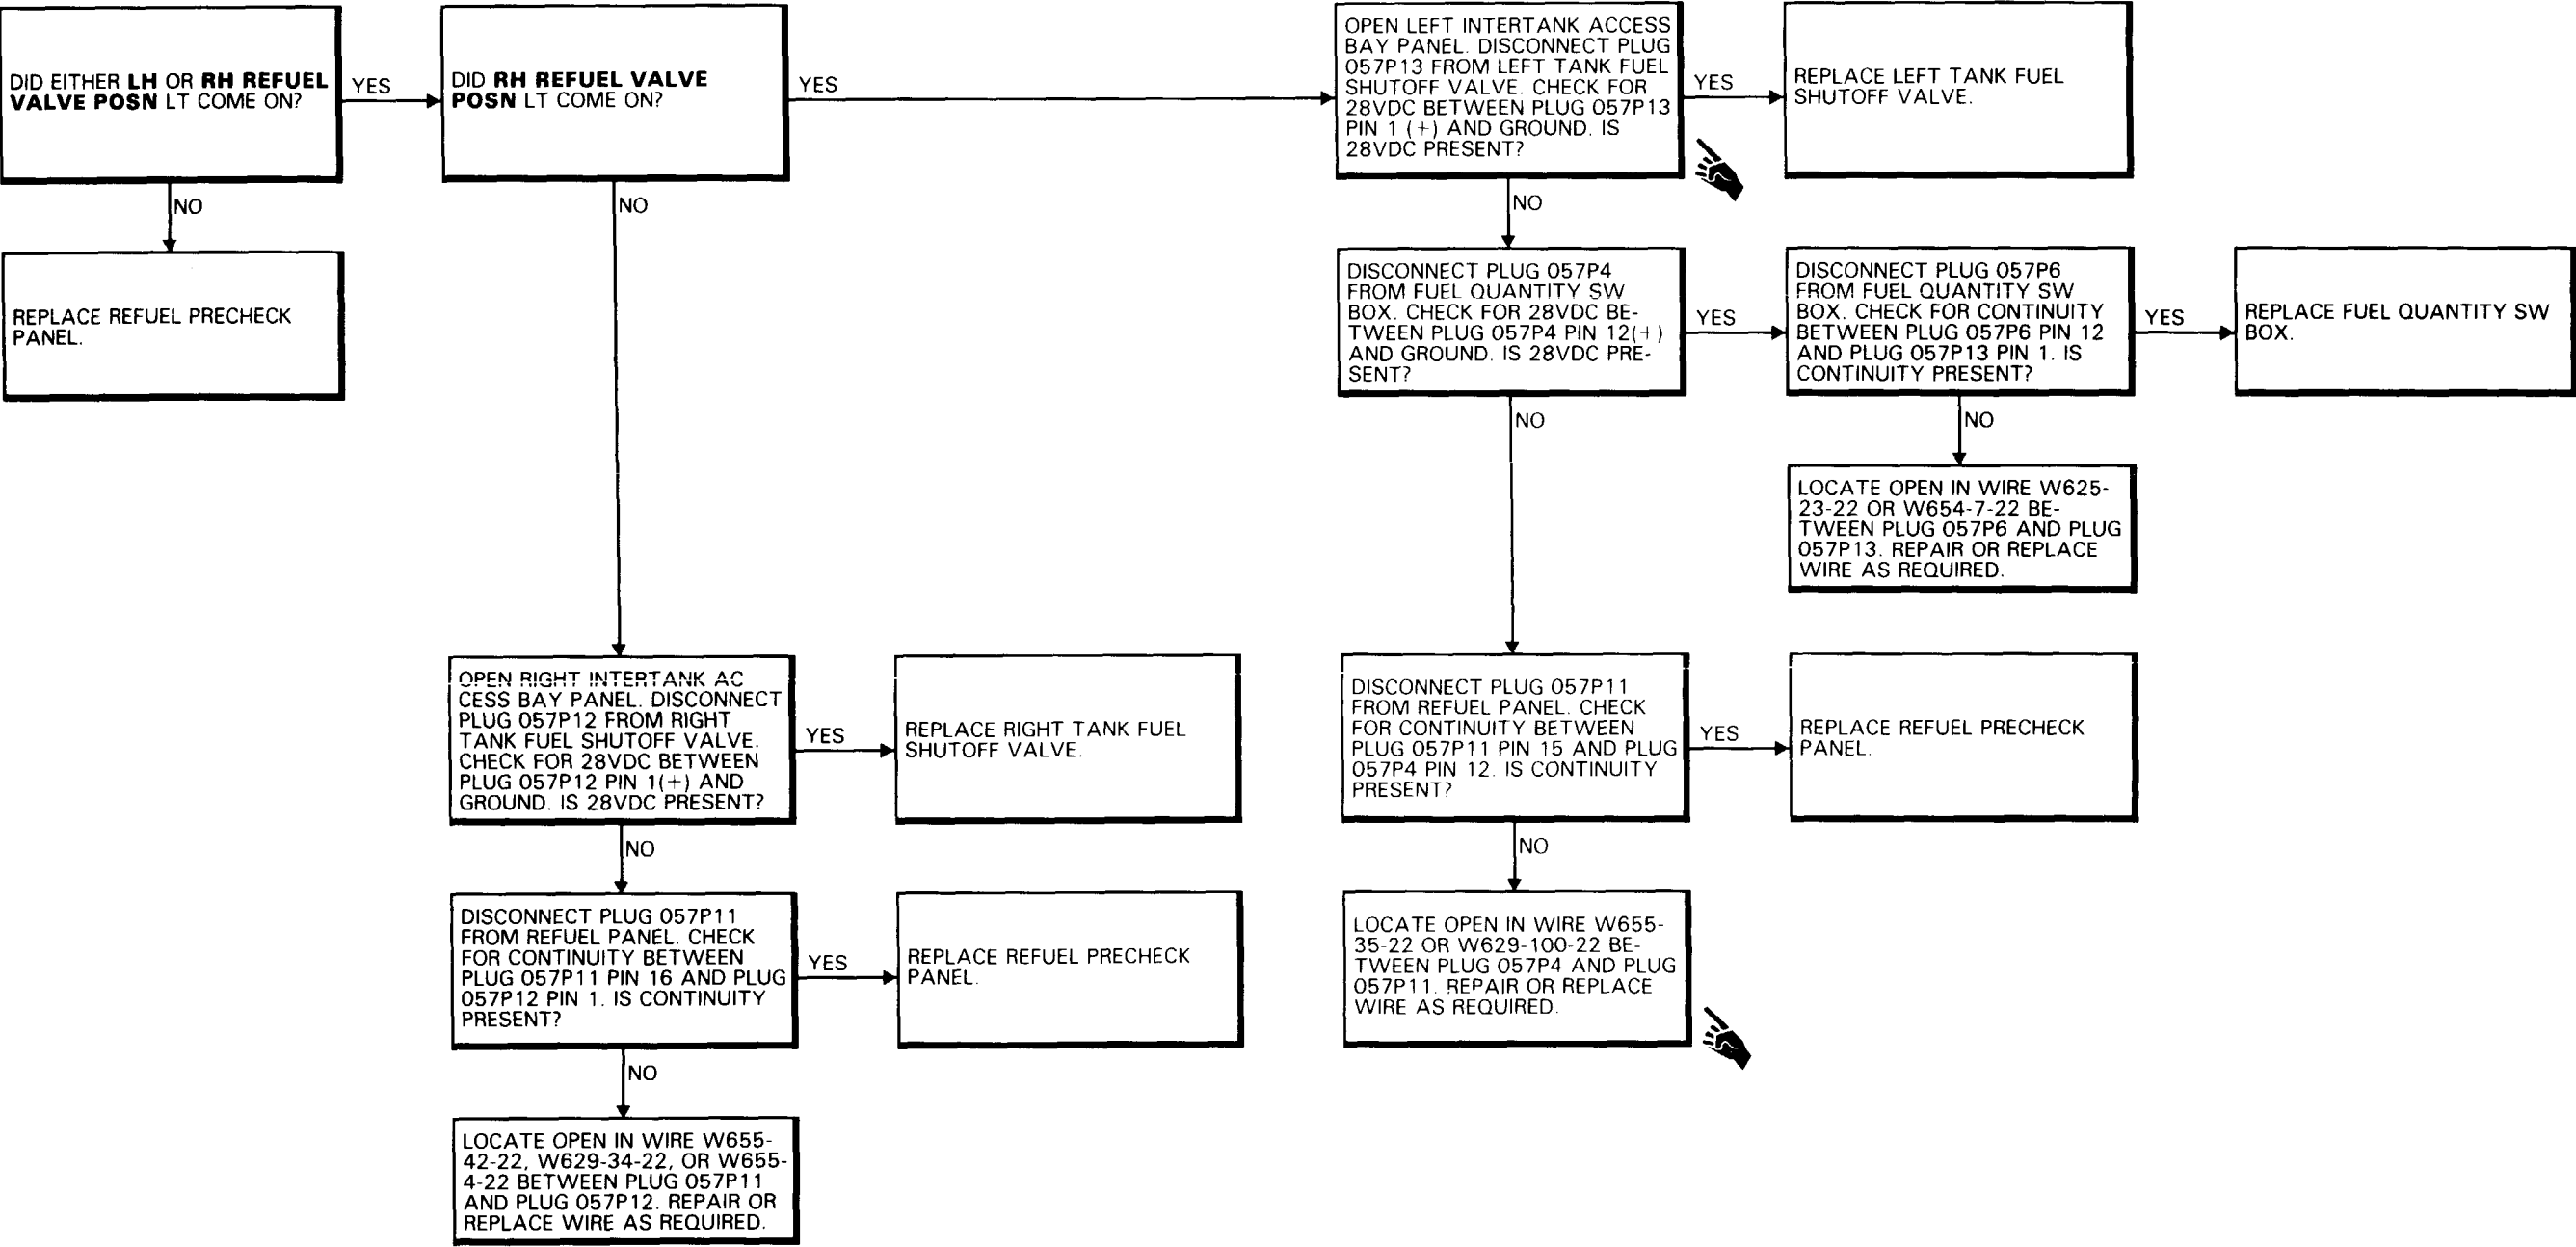 DID EITHER LH OR RH REFUEL
VALVE POSN LT COME ON?
YES
DID RH REFUEL VALVE
POSN LT COME ON?
YES
OPEN LEFT INTERTANK ACCESS
BAY PANEL. DISCONNECT PLUG
057P13 FROM LEFT TANK FUEL
SHUTOFF VALVE. CHECK FOR
28VDC BETWEEN PLUG 057P13
PIN 1 (+) AND GROUND. IS
28VDC PRESENT?
YES
REPLACE LEFT TANK FUEL
SHUTOFF VALVE.
NO
NO
NO
REPLACE REFUEL PRECHECK
PANEL.
DISCONNECT PLUG 057P4
FROM FUEL QUANTITY SW
BOX. CHECK FOR 28VDC BE-
TWEEN PLUG 057P4 PIN 12(+)
AND GROUND. IS 28VDC PRE-
SENT?
YES
DISCONNECT PLUG 057P6
FROM FUEL QUANTITY SW
BOX. CHECK FOR CONTINUITY
BETWEEN PLUG 057P6 PIN 12
AND PLUG 057P13 PIN 1. IS
CONTINUITY PRESENT?
YES
REPLACE FUEL QUANTITY SW
BOX.
NO
NO
LOCATE OPEN IN WIRE W625-
23-22 OR W654-7-22 BE-
TWEEN PLUG 057P6 AND PLUG
057P13. REPAIR OR REPLACE
WIRE AS REQUIRED.
OPEN RIGHT INTERTANK AC
CESS BAY PANEL. DISCONNECT
PLUG 057P12 FROM RIGHT
TANK FUEL SHUTOFF VALVE.
CHECK FOR 28VDC BETWEEN
PLUG 057P12 PIN 1(+) AND
GROUND. IS 28VDC PRESENT?
YES
REPLACE RIGHT TANK FUEL
SHUTOFF VALVE.
DISCONNECT PLUG 057P11
FROM REFUEL PANEL. CHECK
FOR CONTINUITY BETWEEN
PLUG 057P11 PIN 15 AND PLUG
057P4 PIN 12. IS CONTINUITY
PRESENT?
YES
REPLACE REFUEL PRECHECK
PANEL.
NO
NO
DISCONNECT PLUG 057P11
FROM REFUEL PANEL. CHECK
FOR CONTINUITY BETWEEN
PLUG 057P11 PIN 16 AND PLUG
057P12 PIN 1. IS CONTINUITY
PRESENT?
YES
REPLACE REFUEL PRECHECK
PANEL.
LOCATE OPEN IN WIRE W655-
35-22 OR W629-100-22 BE-
TWEEN PLUG 057P4 AND PLUG
057P11. REPAIR OR REPLACE
WIRE AS REQUIRED.
NO
LOCATE OPEN IN WIRE W655-
42-22, W629-34-22, OR W655-
4-22 BETWEEN PLUG 057P11
AND PLUG 057P12. REPAIR OR
REPLACE WIRE AS REQUIRED.